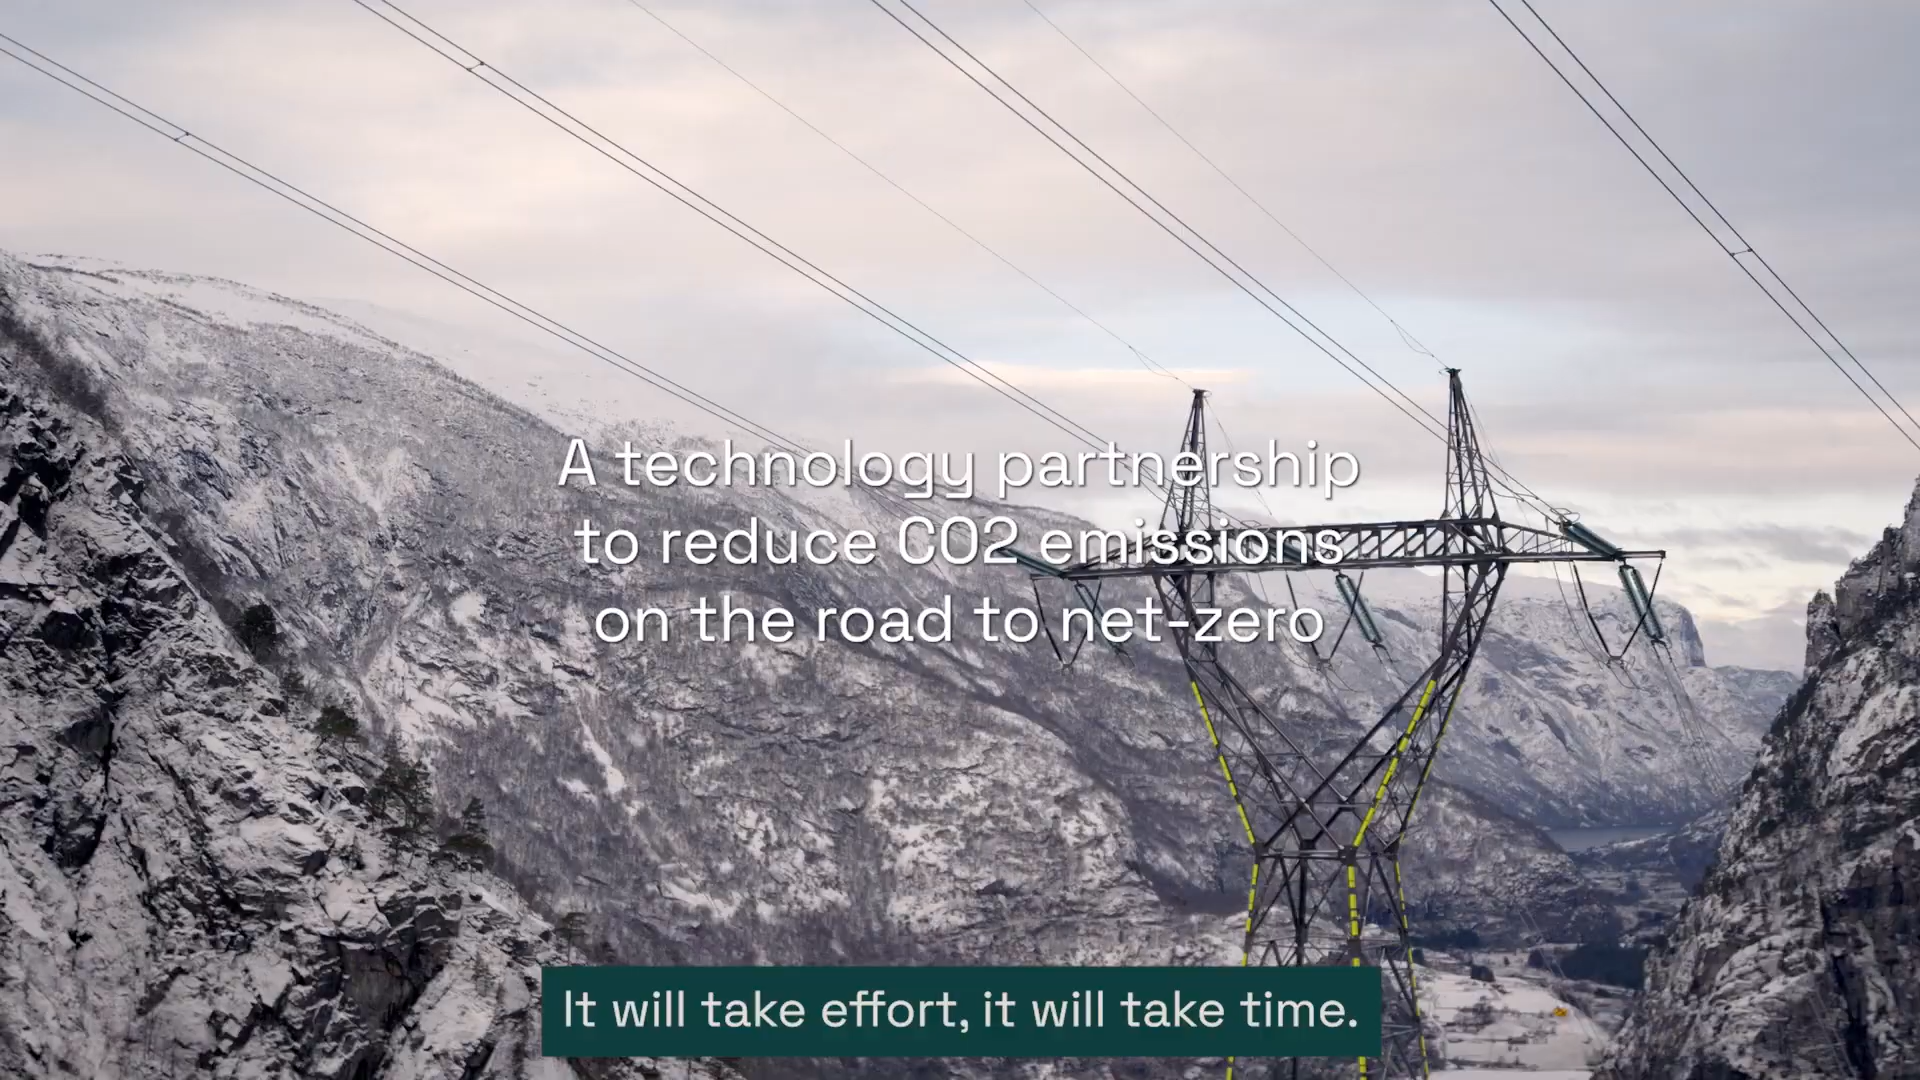 A technology partnership
to reduce CO2 emissions
on the road to net-zero
It will take effort, it will take time.